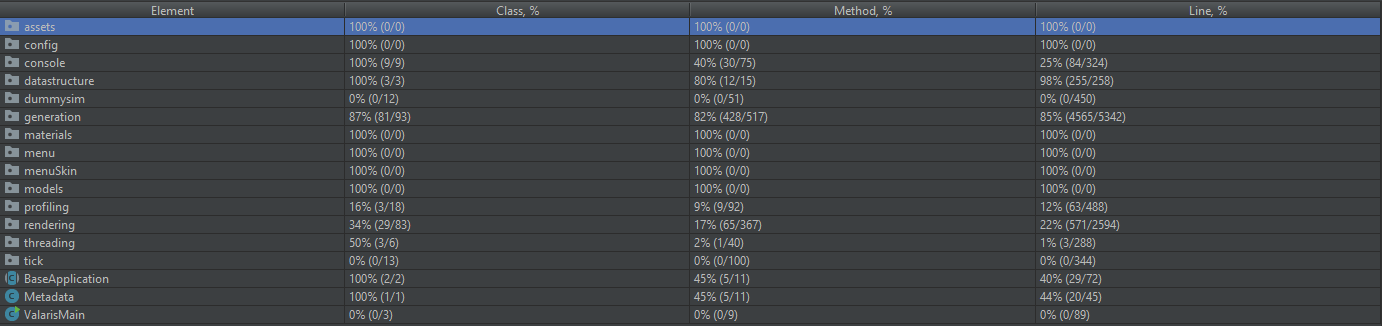 Element Class, % Method, % Line, %
assets 100% (0/0) 100% (0/0) 100% (0/0)
config 100% (0/0) 100% (0/0) 100% (0/0)
console 100% (9/9) 40% (30/75) 25% (84/324)
datastructure 100% (3/3) 80% (12/15) 98% (255/258)
dummysim 0% (0/12) 0% (0/51) 0% (0/450)
generation 87% (81/93) 82% (428/517) 85% (4565/5342)
materials 100% (0/0) 100% (0/0) 100% (0/0)
menu 100% (0/0) 100% (0/0) 100% (0/0)
menuSkin 100% (0/0) 100% (0/0) 100% (0/0)
models 100% (0/0) 100% (0/0) 100% (0/0)
profiling 16% (3/18) 9% (9/92) 12% (63/488)
rendering 34% (29/83) 17% (65/367) 22% (571/2594)
threading 50% (3/6) 2% (1/40) 1% (3/288)
tick 0% (0/13) 0% (0/100) 0% (0/344)
BaseApplication 100% (2/2) 45% (5/11) 40% (29/72)
Metadata 100% (1/1) 45% (5/11) 44% (20/45)
ValarisMain 0% (0/3) 0% (0/9) 0% (0/89)